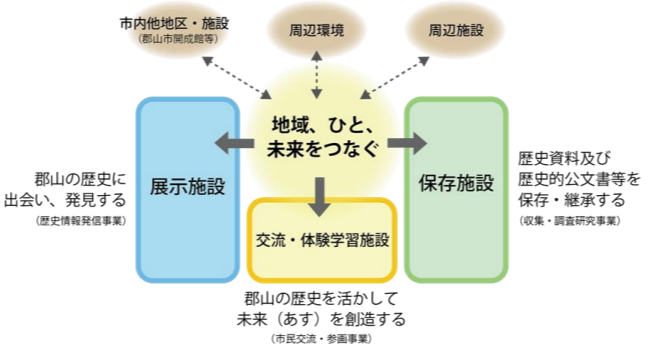 市内他地区・施設
（郡山市開成館等）
周辺環境
周辺施設
地域、ひと、
未来をつなぐ
展示施設
保存施設
交流・体験学習施設
郡山の歴史に
出会い、発見する
（歴史情報発信事業）
歴史資料及び
歴史的公文書等を
保存・継承する
（収集・調査研究事業）
郡山の歴史を活かして
未来（あす）を創造する
（市民交流・参画事業）